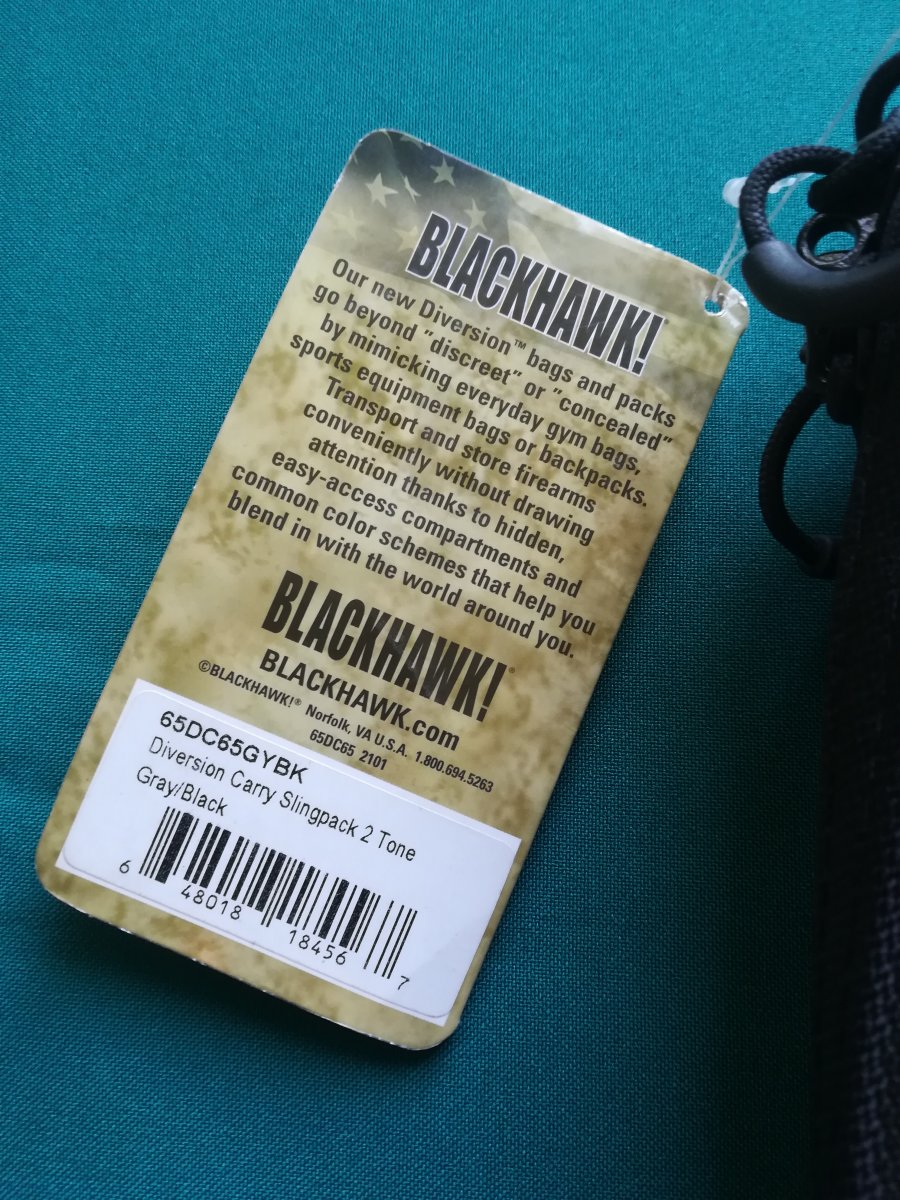 BLACKHAWK!
Our new Diversion™ bags and packs
go beyond "discreet" or "concealed"
by mimicking everyday gym bags,
sports equipment bags or backpacks.
Transport and store firearms
conveniently without drawing
attention thanks to hidden,
easy-access compartments and
common color schemes that help you
blend in with the world around you.
BLACKHAWK!®
BLACKHAWK.com
©BLACKHAWK!® Norfolk, VA U.S.A. 1.800.694.5263
65DC65 2101
65DC65GYBK
Diversion Carry Slingpack 2 Tone
Gray/Black
6 48018 18456 7